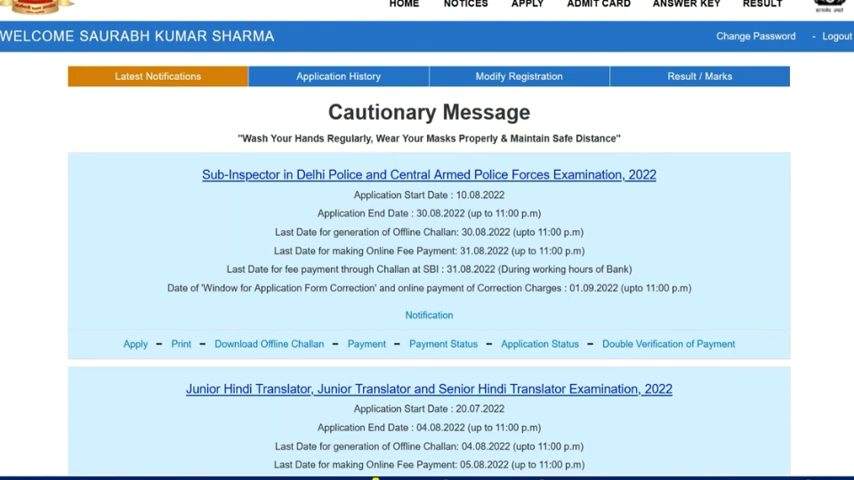 HOME NOTICES APPLY ADMIT CARD ANSWER KEY RESULT
WELCOME SAURABH KUMAR SHARMA Change Password - Logout
Latest Notifications Application History Modify Registration Result / Marks
Cautionary Message
"Wash Your Hands Regularly, Wear Your Masks Properly & Maintain Safe Distance"
Sub-Inspector in Delhi Police and Central Armed Police Forces Examination, 2022
Application Start Date : 10.08.2022
Application End Date : 30.08.2022 (up to 11:00 p.m)
Last Date for generation of Offline Challan: 30.08.2022 (upto 11:00 p.m)
Last Date for making Online Fee Payment: 31.08.2022 (up to 11:00 p.m)
Last Date for fee payment through Challan at SBI : 31.08.2022 (During working hours of Bank)
Date of 'Window for Application Form Correction' and online payment of Correction Charges : 01.09.2022 (upto 11:00 p.m)
Notification
Apply – Print – Download Offline Challan – Payment – Payment Status – Application Status – Double Verification of Payment
Junior Hindi Translator, Junior Translator and Senior Hindi Translator Examination, 2022
Application Start Date : 20.07.2022
Application End Date : 04.08.2022 (up to 11:00 p.m)
Last Date for generation of Offline Challan: 04.08.2022 (upto 11:00 p.m)
Last Date for making Online Fee Payment: 05.08.2022 (up to 11:00 p.m)